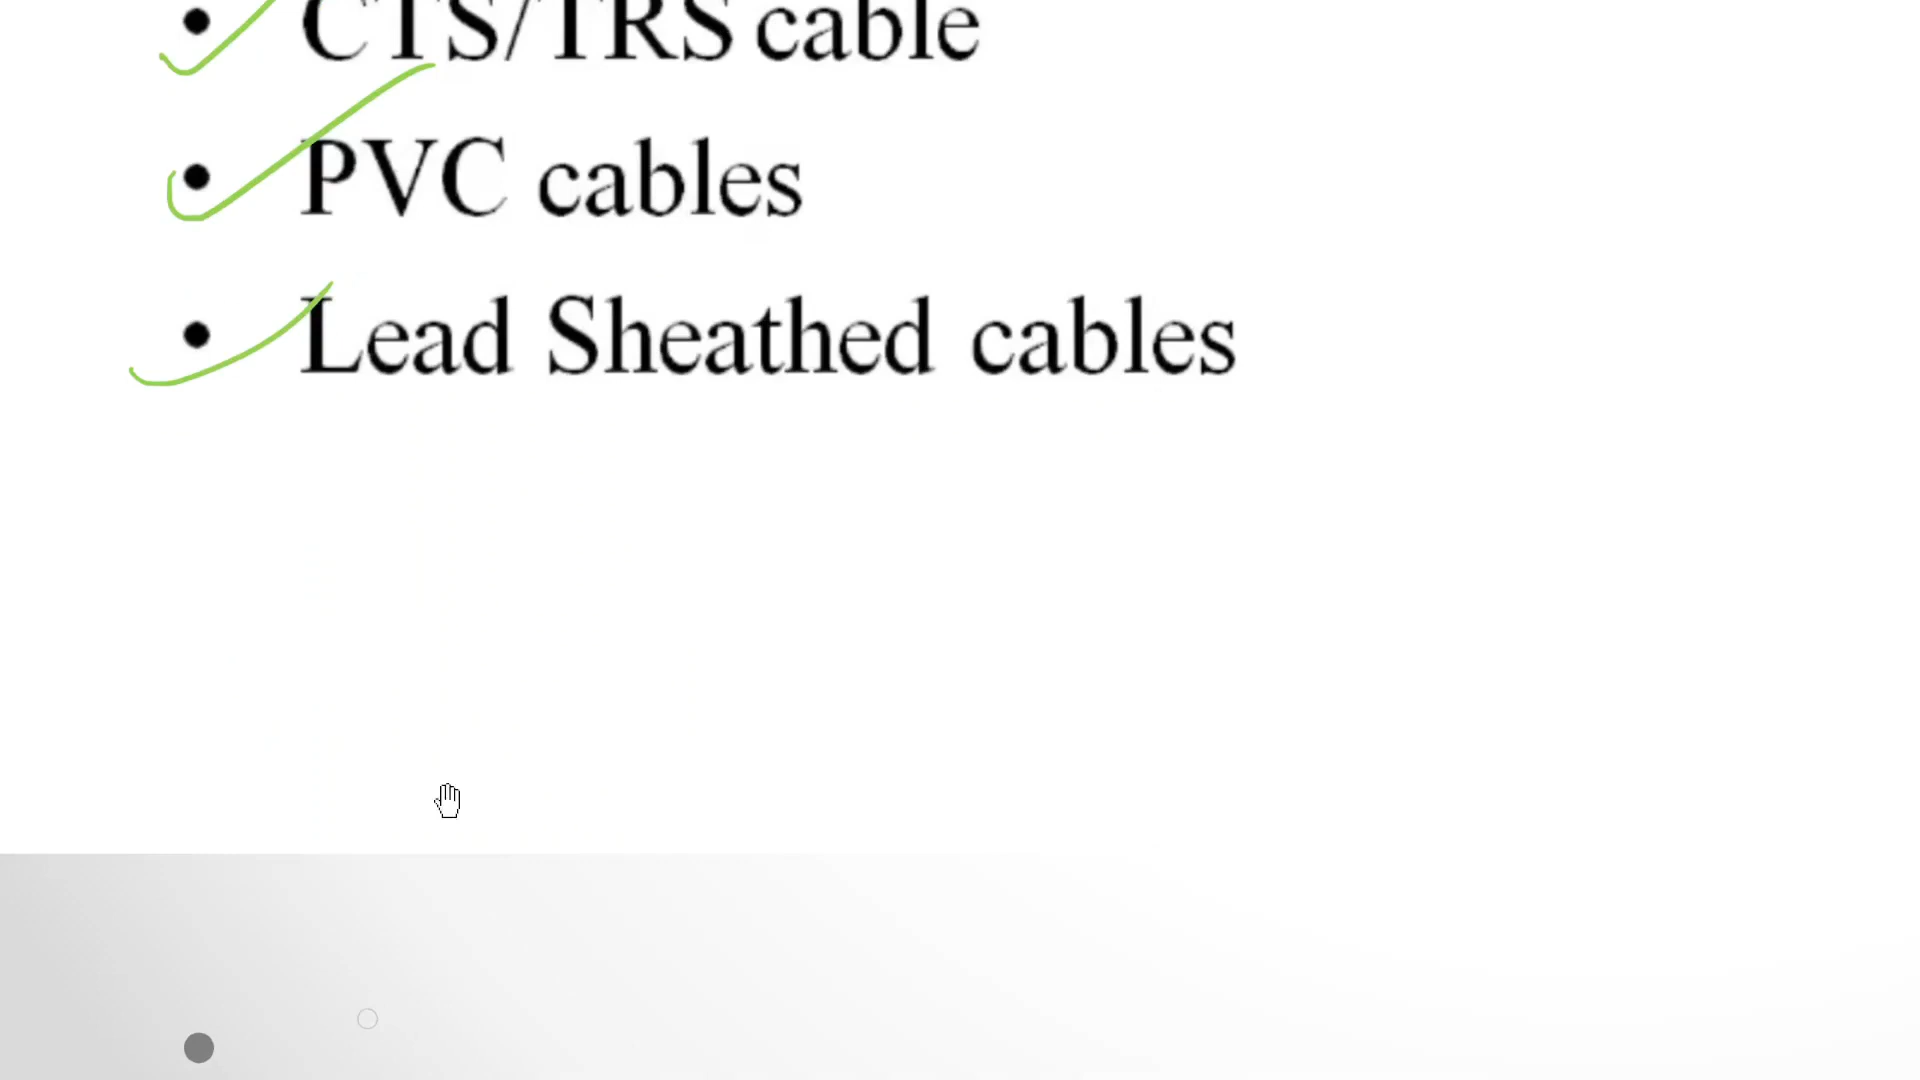 • CTS/TRS cable
• PVC cables
• Lead Sheathed cables